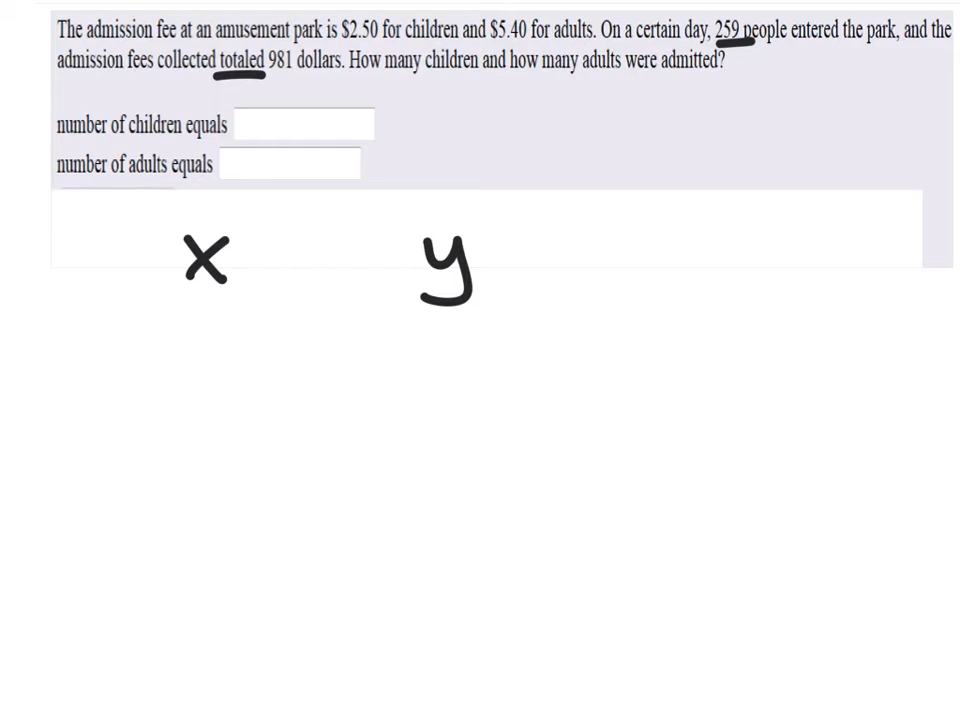 The admission fee at an amusement park is $2.50 for children and $5.40 for adults. On a certain day, 259 people entered the park, and the
admission fees collected totaled 981 dollars. How many children and how many adults were admitted?
number of children equals
number of adults equals
x y